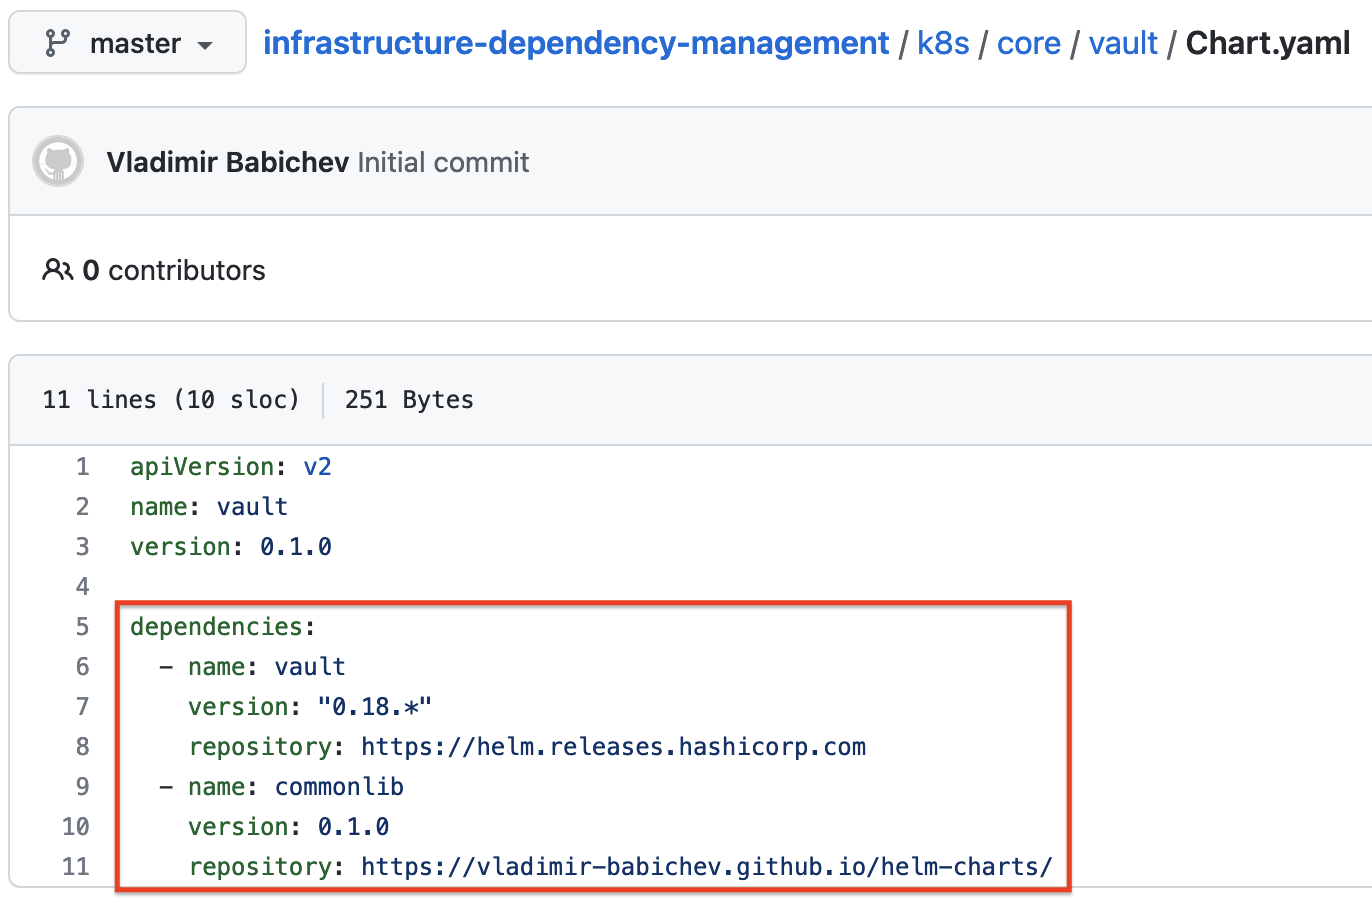 master infrastructure-dependency-management / k8s / core / vault / Chart.yaml
Vladimir Babichev Initial commit
0 contributors
11 lines (10 sloc) 251 Bytes
1 apiVersion: v2
2 name: vault
3 version: 0.1.0
4
5 dependencies:
6   - name: vault
7     version: "0.18.*"
8     repository: https://helm.releases.hashicorp.com
9   - name: commonlib
10     version: 0.1.0
11     repository: https://vladimir-babichev.github.io/helm-charts/